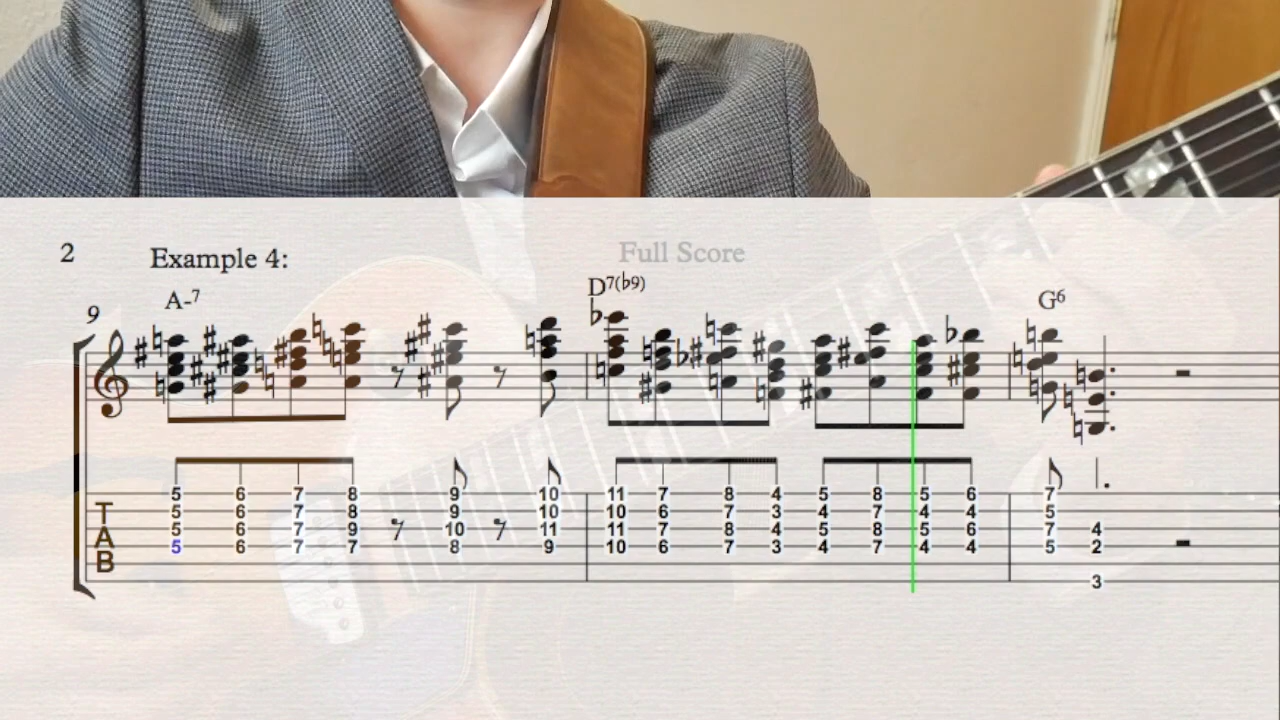 2 Example 4: Full Score
A-7 D7(b9) G6
9
T 5 6 7 8 9 10 11 7 8 4 5 8 5 6 7
A 5 6 7 8 9 10 10 6 7 3 4 7 4 4 5
B 5 6 7 9 10 11 11 7 8 4 5 8 5 6 7 4
5 6 7 7 8 9 10 6 7 3 4 7 4 4 5 2
3